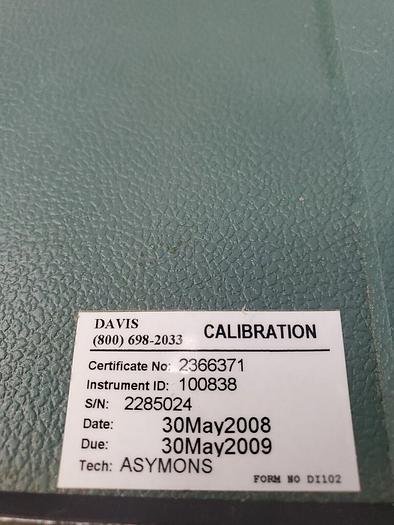 DAVIS
(800) 698-2033 CALIBRATION
Certificate No: 2366371
Instrument ID: 100838
S/N: 2285024
Date: 30May2008
Due: 30May2009
Tech: ASYMONS
FORM NO DI102